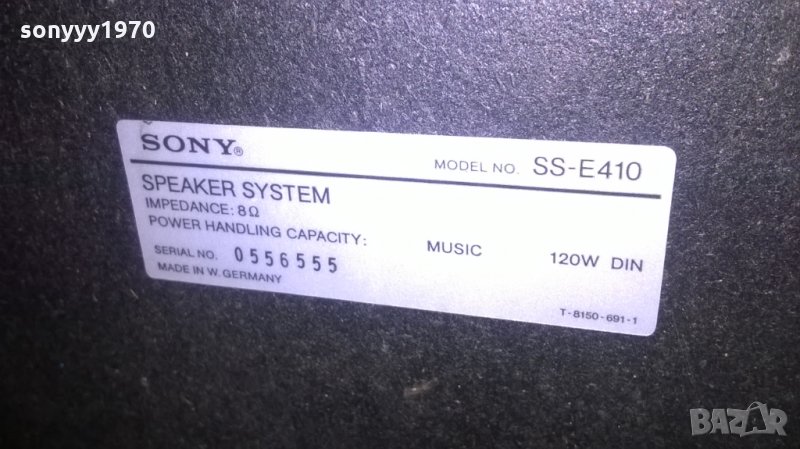 sonyyy1970
SONY®
MODEL NO. SS-E410
SPEAKER SYSTEM
IMPEDANCE: 8Ω
POWER HANDLING CAPACITY: MUSIC 120W DIN
SERIAL NO. 0556555
MADE IN W. GERMANY
T-8150-691-1
bazar